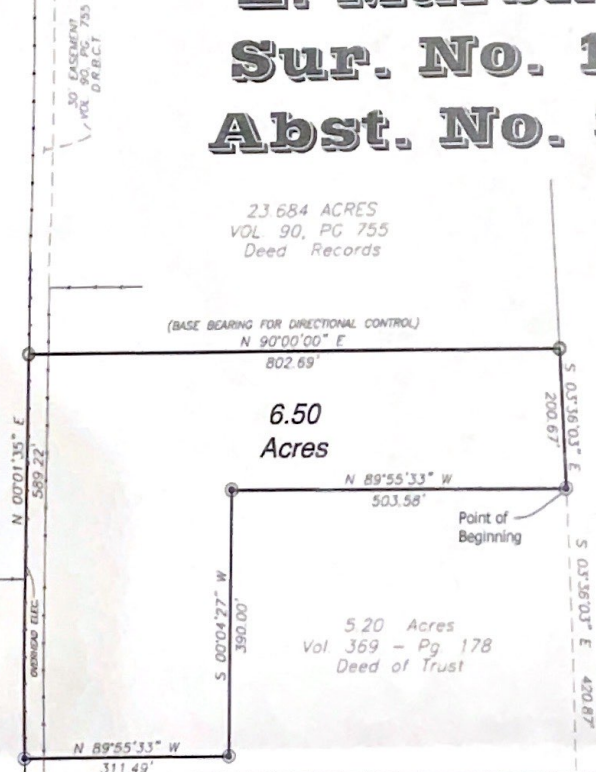 Sur. No. 1
Abst. No.
30' EASEMENT
VOL. 90, PG 755
D.R.B.C.T.
23.684 ACRES
VOL. 90, PG 755
Deed Records
(BASE BEARING FOR DIRECTIONAL CONTROL)
N 90°00'00" E
802.69'
S 03°36'03" E
200.67'
6.50
Acres
N 00°01'35" E
589.22'
N 89°55'33" W
503.58'
Point of
Beginning
S 03°36'03" E 420.87'
S 00°04'27" W
390.00'
OVERHEAD ELEC.
5.20 Acres
Vol. 369 - Pg 178
Deed of Trust
N 89°55'33" W
311.49'